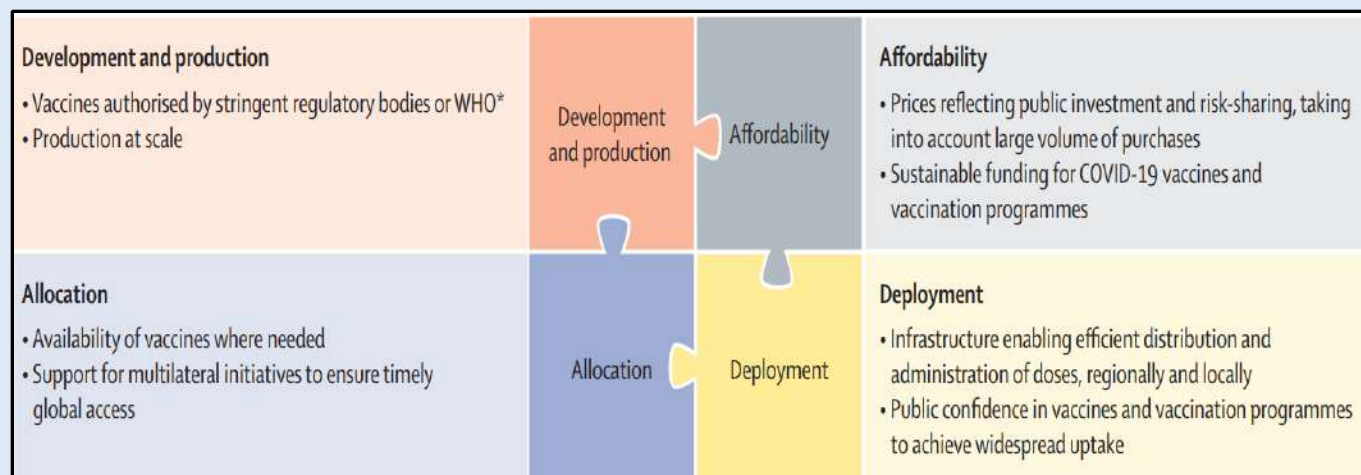 Development and production
• Vaccines authorised by stringent regulatory bodies or WHO*
• Production at scale
Development
and production
Affordability
Affordability
• Prices reflecting public investment and risk-sharing, taking
into account large volume of purchases
• Sustainable funding for COVID-19 vaccines and
vaccination programmes
Allocation
• Availability of vaccines where needed
• Support for multilateral initiatives to ensure timely
global access
Allocation
Deployment
Deployment
• Infrastructure enabling efficient distribution and
administration of doses, regionally and locally
• Public confidence in vaccines and vaccination programmes
to achieve widespread uptake